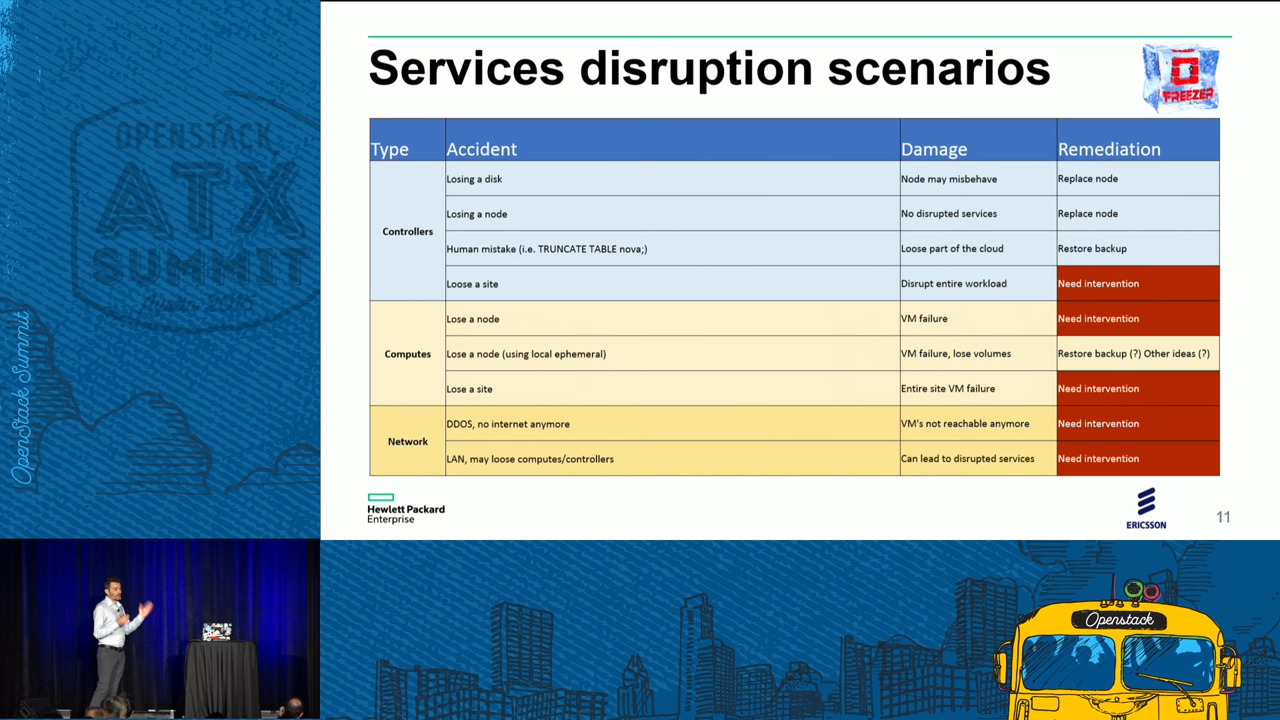 OPENSTACK
ATX
SUMMIT
Austin
OpenStack Summit
Services disruption scenarios
FREEZER
Type Accident Damage Remediation
Controllers
Losing a disk Node may misbehave Replace node
Losing a node No disrupted services Replace node
Human mistake (i.e. TRUNCATE TABLE nova;) Loose part of the cloud Restore backup
Loose a site Disrupt entire workload Need intervention
Computes
Lose a node VM failure Need intervention
Lose a node (using local ephemeral) VM failure, lose volumes Restore backup (?) Other ideas (?)
Lose a site Entire site VM failure Need intervention
Network
DDOS, no internet anymore VM's not reachable anymore Need intervention
LAN, may loose computes/controllers Can lead to disrupted services Need intervention
Hewlett Packard
Enterprise
ERICSSON
11
Openstack